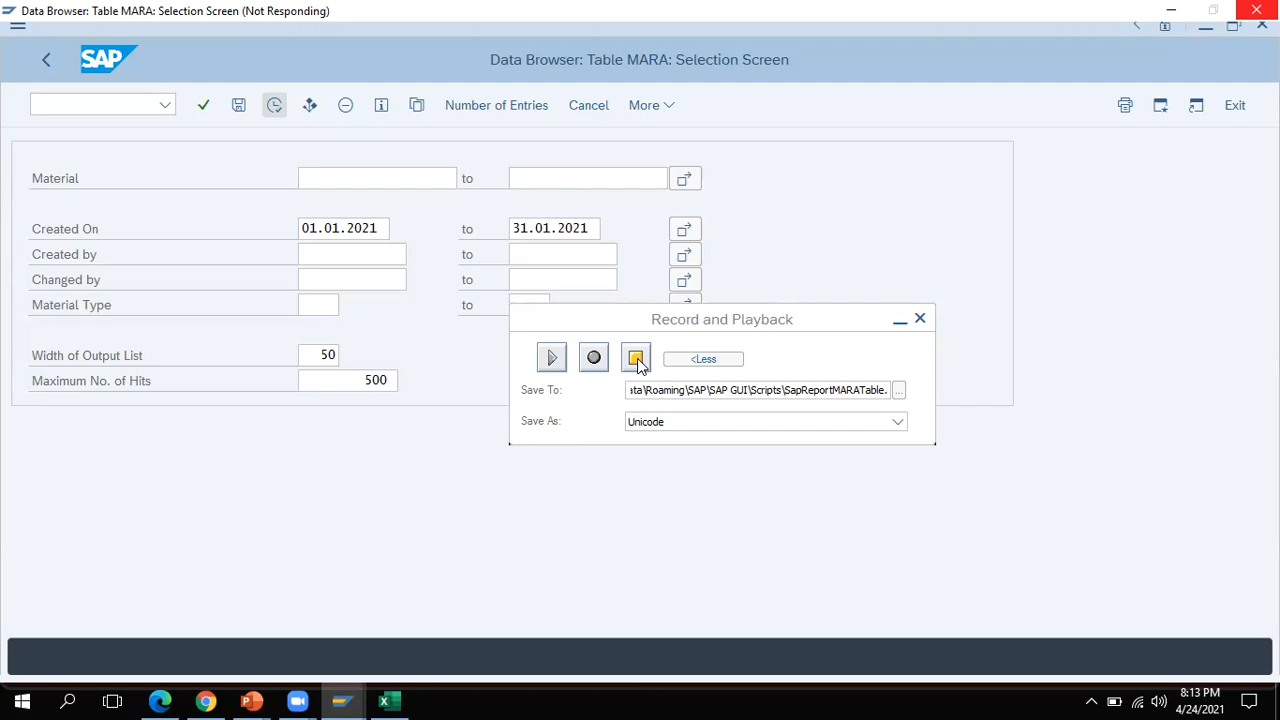 Data Browser: Table MARA: Selection Screen (Not Responding)
SAP
Data Browser: Table MARA: Selection Screen
Number of Entries
Cancel
More
Exit
Material
to
Created On
01.01.2021
to
31.01.2021
Created by
to
Changed by
to
Material Type
to
Record and Playback
<Less
Width of Output List
50
Maximum No. of Hits
500
Save To:
\Roaming\SAP\SAP GUI\Scripts\SapReportMARATable.
...
Save As:
Unicode
8:13 PM
4/24/2021